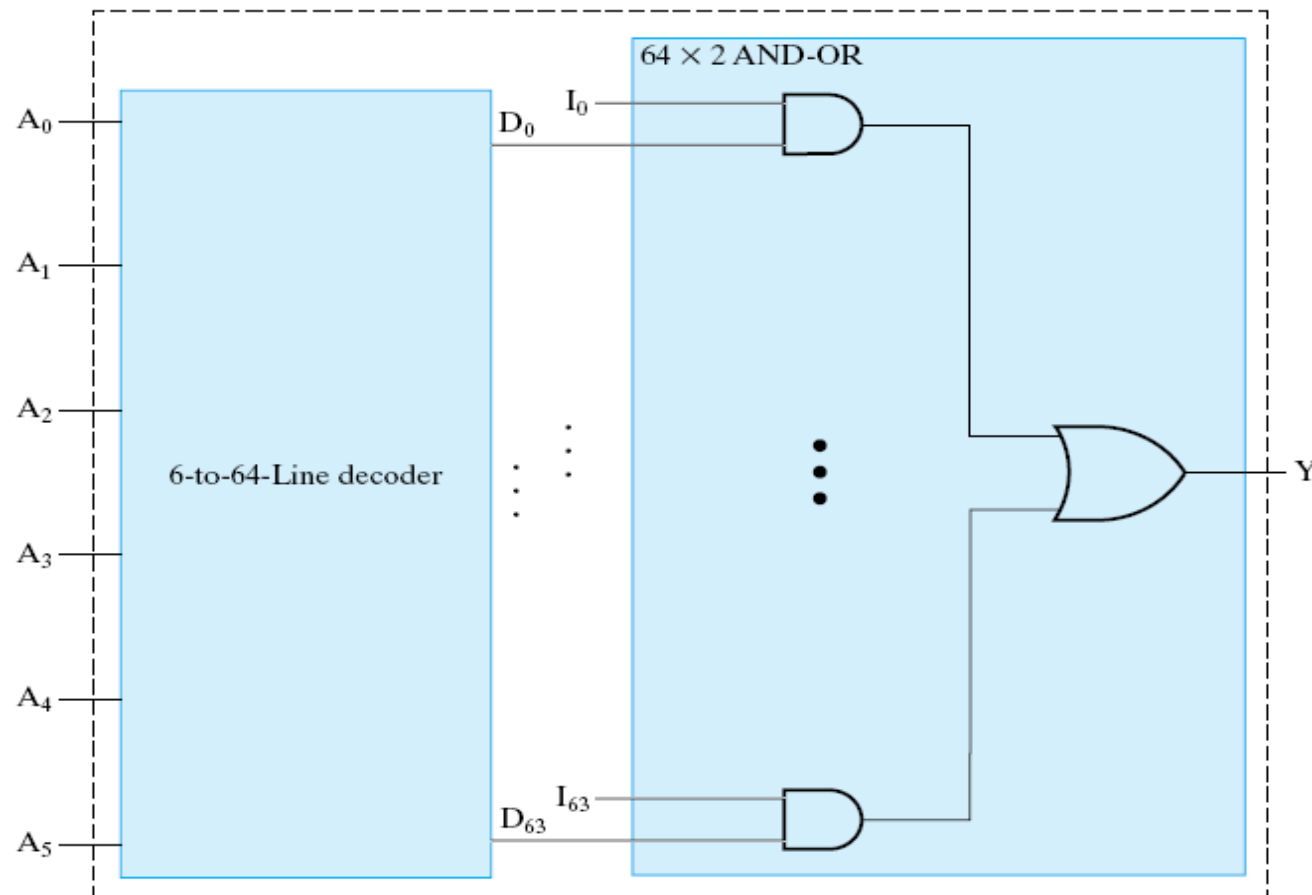 64 × 2 AND-OR
I₀
A₀
D₀
A₁
A₂
6-to-64-Line decoder
Y
A₃
A₄
I₆₃
D₆₃
A₅